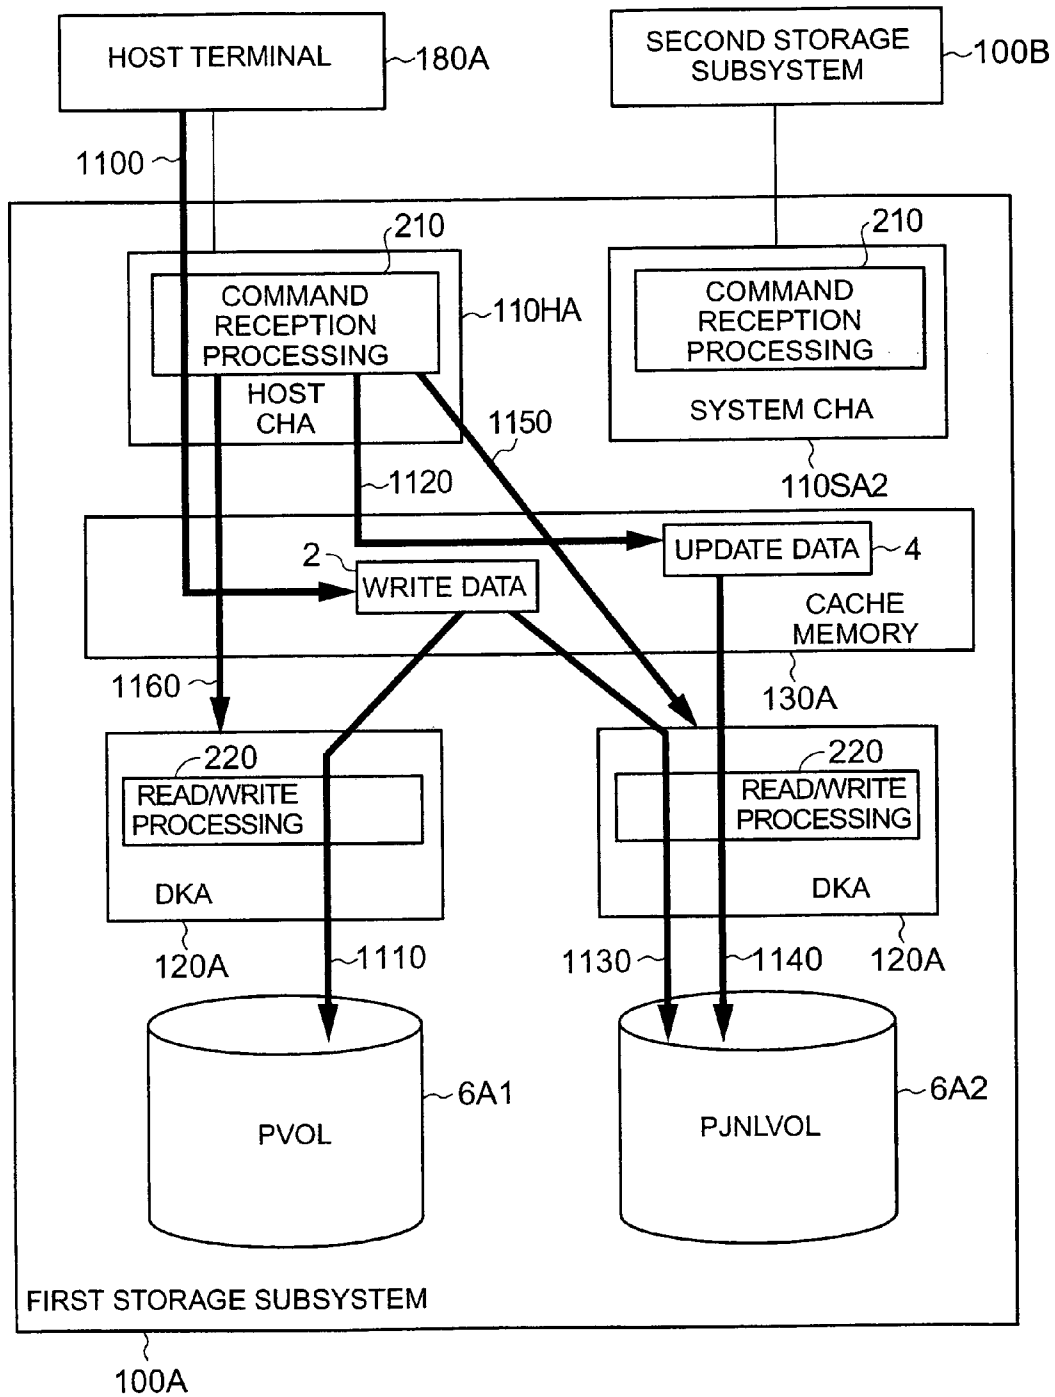 HOST TERMINAL
180A
SECOND STORAGE
SUBSYSTEM
100B
1100
210
COMMAND
RECEPTION
PROCESSING
HOST
CHA
110HA
210
COMMAND
RECEPTION
PROCESSING
SYSTEM CHA
110SA2
1150
1120
2
WRITE DATA
UPDATE DATA
4
CACHE
MEMORY
130A
1160
220
READ/WRITE
PROCESSING
DKA
120A
220
READ/WRITE
PROCESSING
DKA
120A
1110
1130
1140
PVOL
6A1
PJNLVOL
6A2
FIRST STORAGE SUBSYSTEM
100A